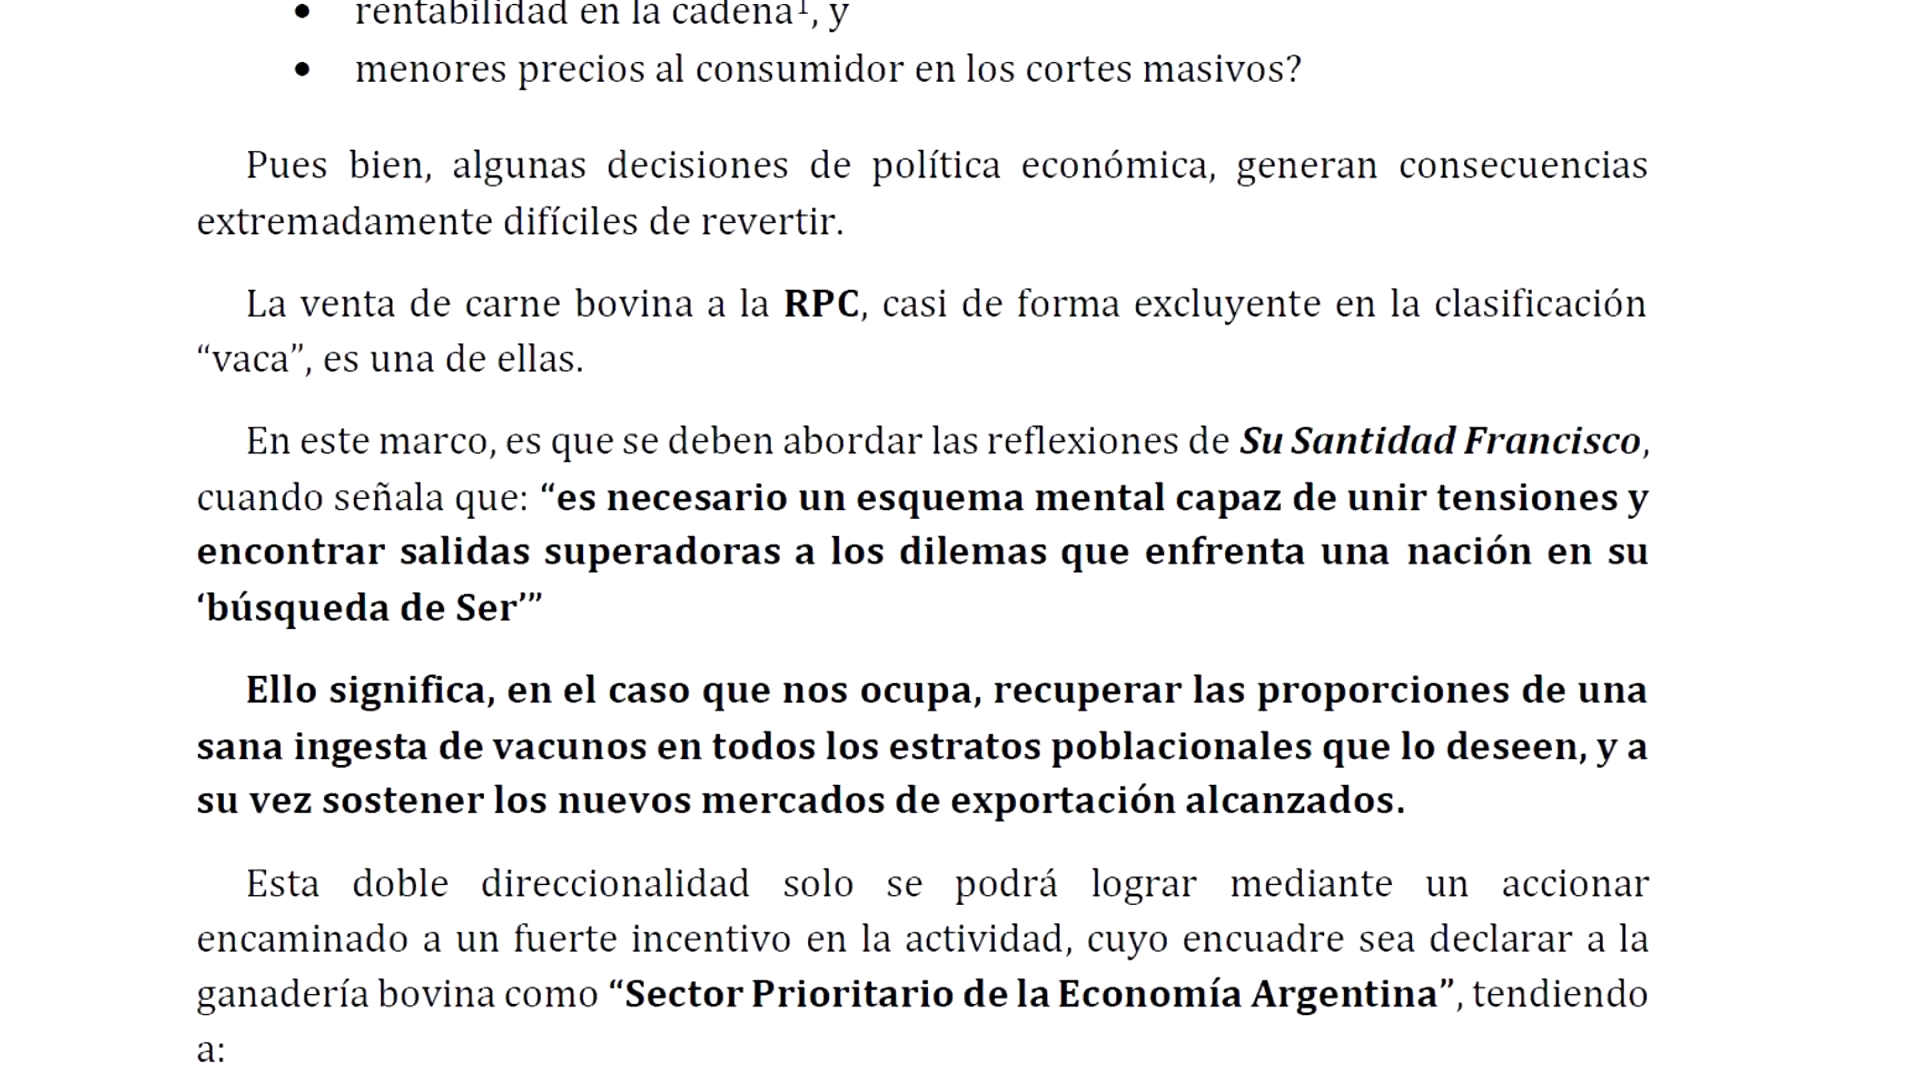 • rentabilidad en la cadena¹, y
• menores precios al consumidor en los cortes masivos?
Pues bien, algunas decisiones de política económica, generan consecuencias
extremadamente difíciles de revertir.
La venta de carne bovina a la RPC, casi de forma excluyente en la clasificación
“vaca”, es una de ellas.
En este marco, es que se deben abordar las reflexiones de Su Santidad Francisco,
cuando señala que: “es necesario un esquema mental capaz de unir tensiones y
encontrar salidas superadoras a los dilemas que enfrenta una nación en su
‘búsqueda de Ser’”
Ello significa, en el caso que nos ocupa, recuperar las proporciones de una
sana ingesta de vacunos en todos los estratos poblacionales que lo deseen, y a
su vez sostener los nuevos mercados de exportación alcanzados.
Esta doble direccionalidad solo se podrá lograr mediante un accionar
encaminado a un fuerte incentivo en la actividad, cuyo encuadre sea declarar a la
ganadería bovina como “Sector Prioritario de la Economía Argentina”, tendiendo
a: